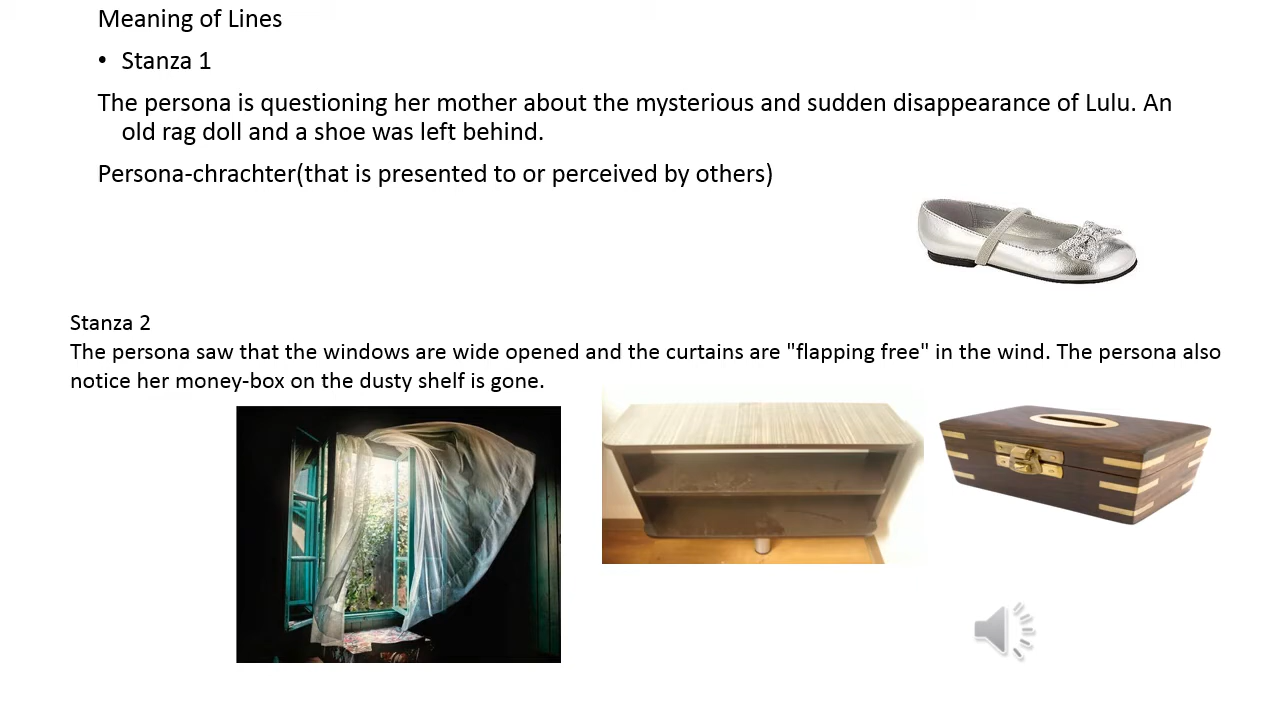 Meaning of Lines
• Stanza 1
The persona is questioning her mother about the mysterious and sudden disappearance of Lulu. An
old rag doll and a shoe was left behind.
Persona-chrachter(that is presented to or perceived by others)
Stanza 2
The persona saw that the windows are wide opened and the curtains are "flapping free" in the wind. The persona also
notice her money-box on the dusty shelf is gone.